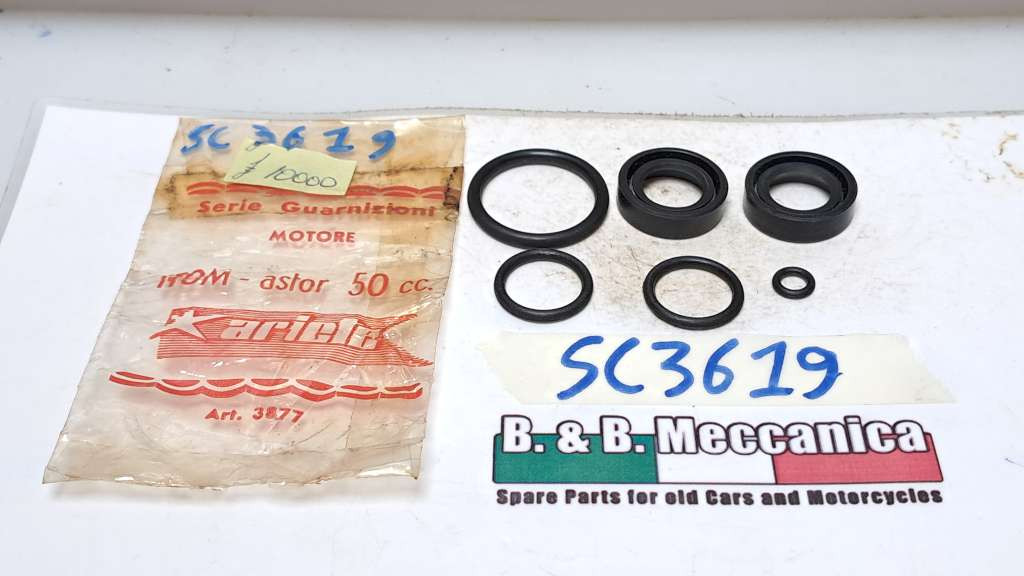 SC3619
£ 10000
Serie Guarnizioni
MOTORE
ITOM - astor 50 cc.
ariete
Art. 3877
SC3619
B. & B. Meccanica
Spare Parts for old Cars and Motorcycles